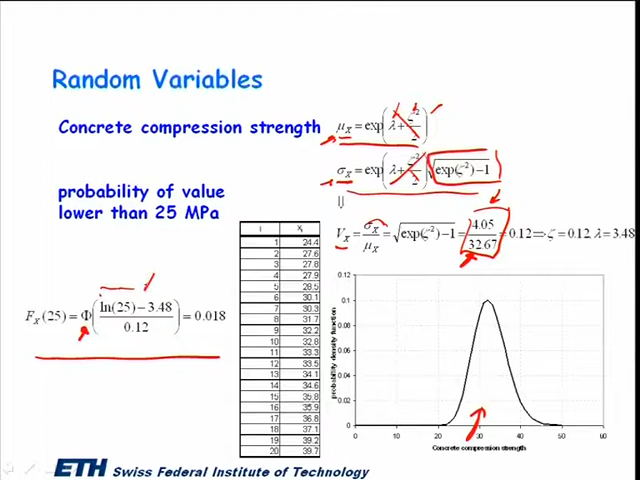 Random Variables
Concrete compression strength
μ_X = exp(λ + ζ²/2)
σ_X = exp(λ + ζ²/2) √(exp(ζ²) − 1)
⇓
probability of value
lower than 25 MPa
V_X = σ_X/μ_X = √(exp(ζ²) − 1) = 4.05/32.67 = 0.12 ⇒ ζ = 0.12, λ = 3.48
F_X(25) = Φ((ln(25) − 3.48)/0.12) = 0.018
i x_i
1 24.4
2 27.6
3 27.8
4 27.9
5 28.5
6 30.1
7 30.3
8 31.7
9 32.2
10 32.8
11 33.3
12 33.5
13 34.1
14 34.6
15 35.8
16 35.9
17 36.8
18 37.1
19 39.2
20 39.7
probability density function
0.12
0.1
0.08
0.06
0.04
0.02
0
0 10 20 30 40 50 60
Concrete compression strength
ETH Swiss Federal Institute of Technology